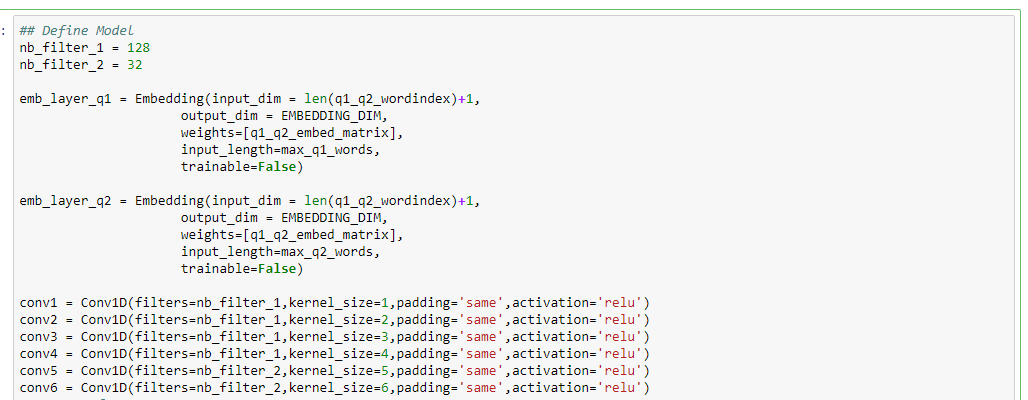 :
## Define Model
nb_filter_1 = 128
nb_filter_2 = 32
emb_layer_q1 = Embedding(input_dim = len(q1_q2_wordindex)+1,
output_dim = EMBEDDING_DIM,
weights=[q1_q2_embed_matrix],
input_length=max_q1_words,
trainable=False)
emb_layer_q2 = Embedding(input_dim = len(q1_q2_wordindex)+1,
output_dim = EMBEDDING_DIM,
weights=[q1_q2_embed_matrix],
input_length=max_q2_words,
trainable=False)
conv1 = Conv1D(filters=nb_filter_1,kernel_size=1,padding='same',activation='relu')
conv2 = Conv1D(filters=nb_filter_1,kernel_size=2,padding='same',activation='relu')
conv3 = Conv1D(filters=nb_filter_1,kernel_size=3,padding='same',activation='relu')
conv4 = Conv1D(filters=nb_filter_1,kernel_size=4,padding='same',activation='relu')
conv5 = Conv1D(filters=nb_filter_2,kernel_size=5,padding='same',activation='relu')
conv6 = Conv1D(filters=nb_filter_2,kernel_size=6,padding='same',activation='relu')